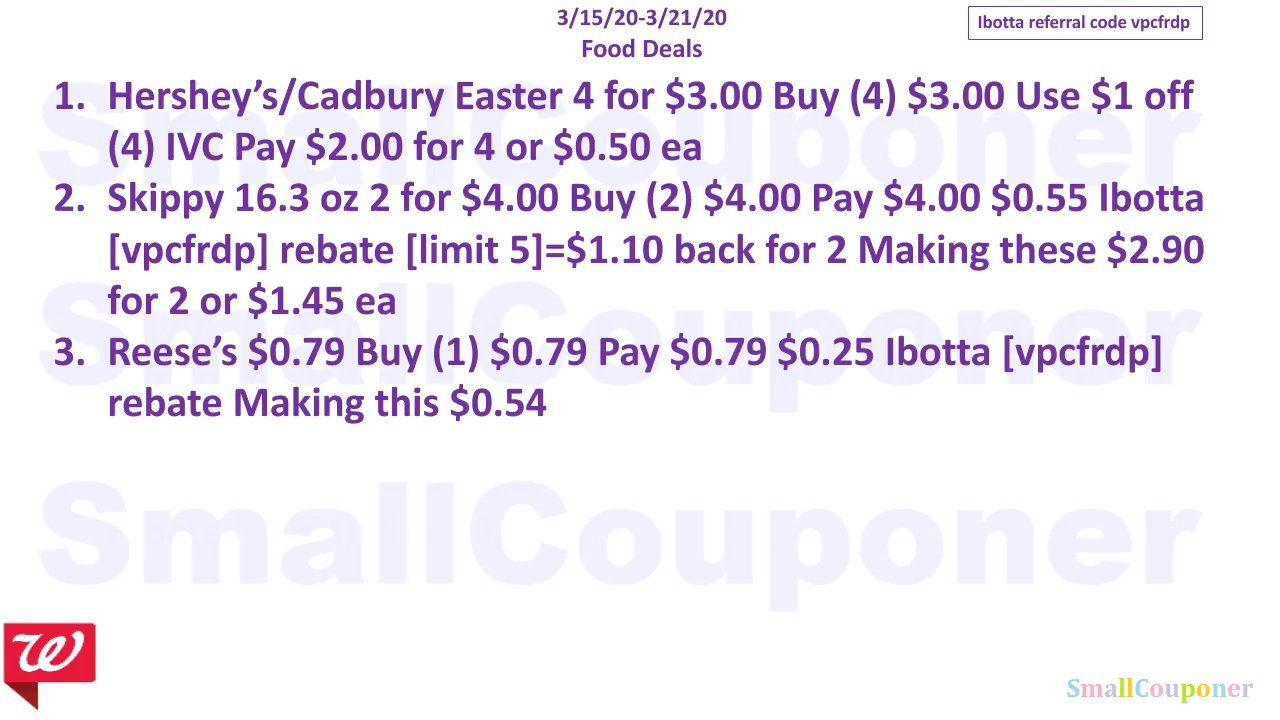 3/15/20-3/21/20
Food Deals
Ibotta referral code vpcfrdp
1. Hershey’s/Cadbury Easter 4 for $3.00 Buy (4) $3.00 Use $1 off
(4) IVC Pay $2.00 for 4 or $0.50 ea
2. Skippy 16.3 oz 2 for $4.00 Buy (2) $4.00 Pay $4.00 $0.55 Ibotta
[vpcfrdp] rebate [limit 5]=$1.10 back for 2 Making these $2.90
for 2 or $1.45 ea
3. Reese’s $0.79 Buy (1) $0.79 Pay $0.79 $0.25 Ibotta [vpcfrdp]
rebate Making this $0.54
SmallCouponer
SmallCouponer
SmallCouponer
W
SmallCouponer